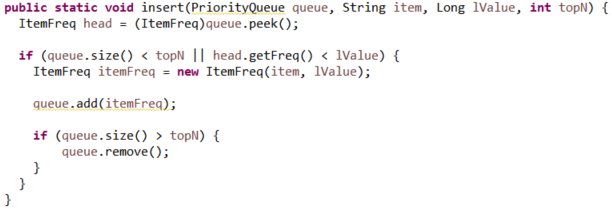 public static void insert(PriorityQueue queue, String item, Long lValue, int topN) {
  ItemFreq head = (ItemFreq)queue.peek();

  if (queue.size() < topN || head.getFreq() < lValue) {
    ItemFreq itemFreq = new ItemFreq(item, lValue);

    queue.add(itemFreq);

    if (queue.size() > topN) {
        queue.remove();
    }
  }
}